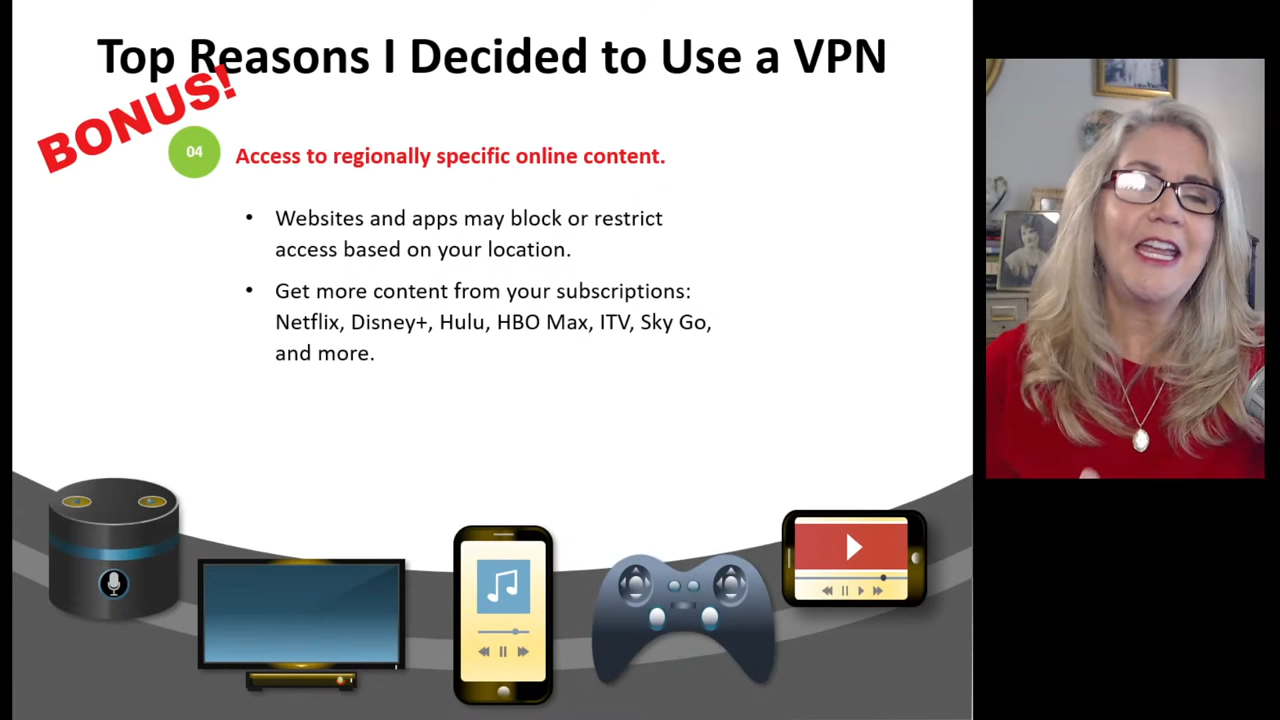 Top Reasons I Decided to Use a VPN
BONUS!
04
Access to regionally specific online content.
• Websites and apps may block or restrict
access based on your location.
• Get more content from your subscriptions:
Netflix, Disney+, Hulu, HBO Max, ITV, Sky Go,
and more.